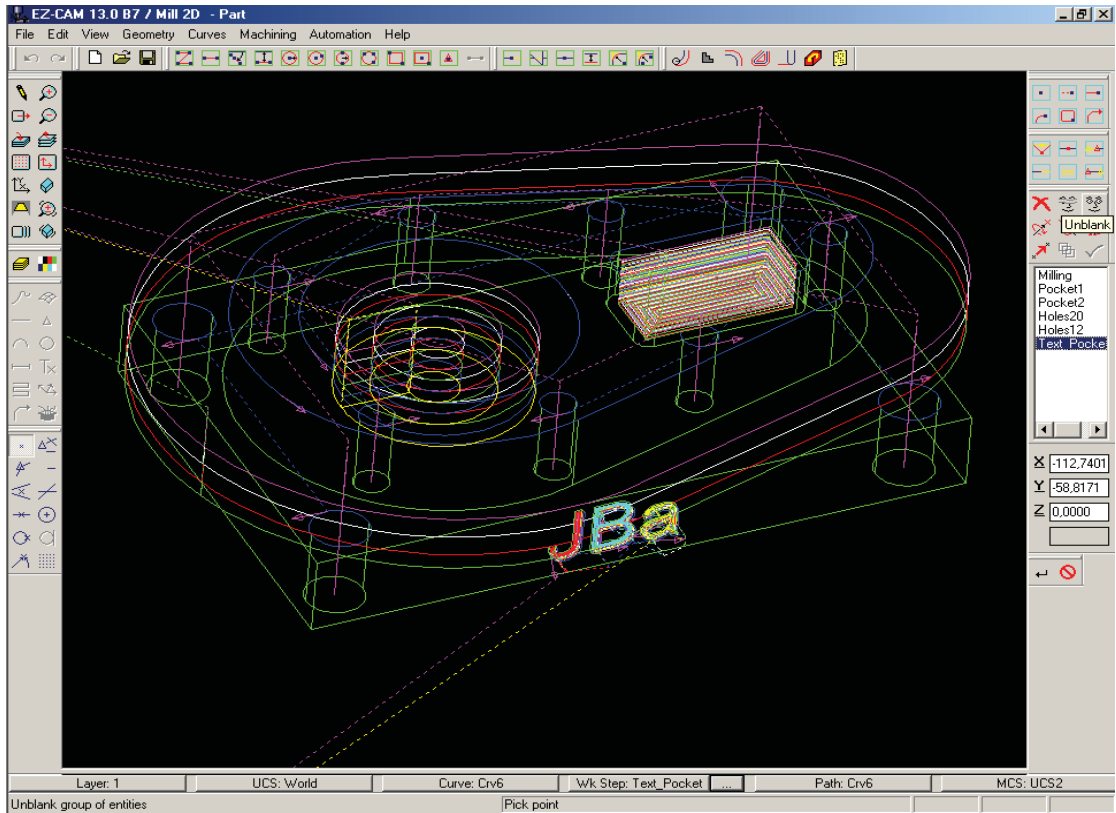 EZ-CAM 13.0 B7 / Mill 2D - Part
File Edit View Geometry Curves Machining Automation Help
Unblank
Milling
Pocket1
Pocket2
Holes20
Holes12
Text_Pocke
X -112,7401
Y -58,8171
Z 0,0000
JBa
Layer: 1 UCS: World Curve: Crv6 Wk Step: Text_Pocket ... Path: Crv6 MCS: UCS2
Unblank group of entities Pick point